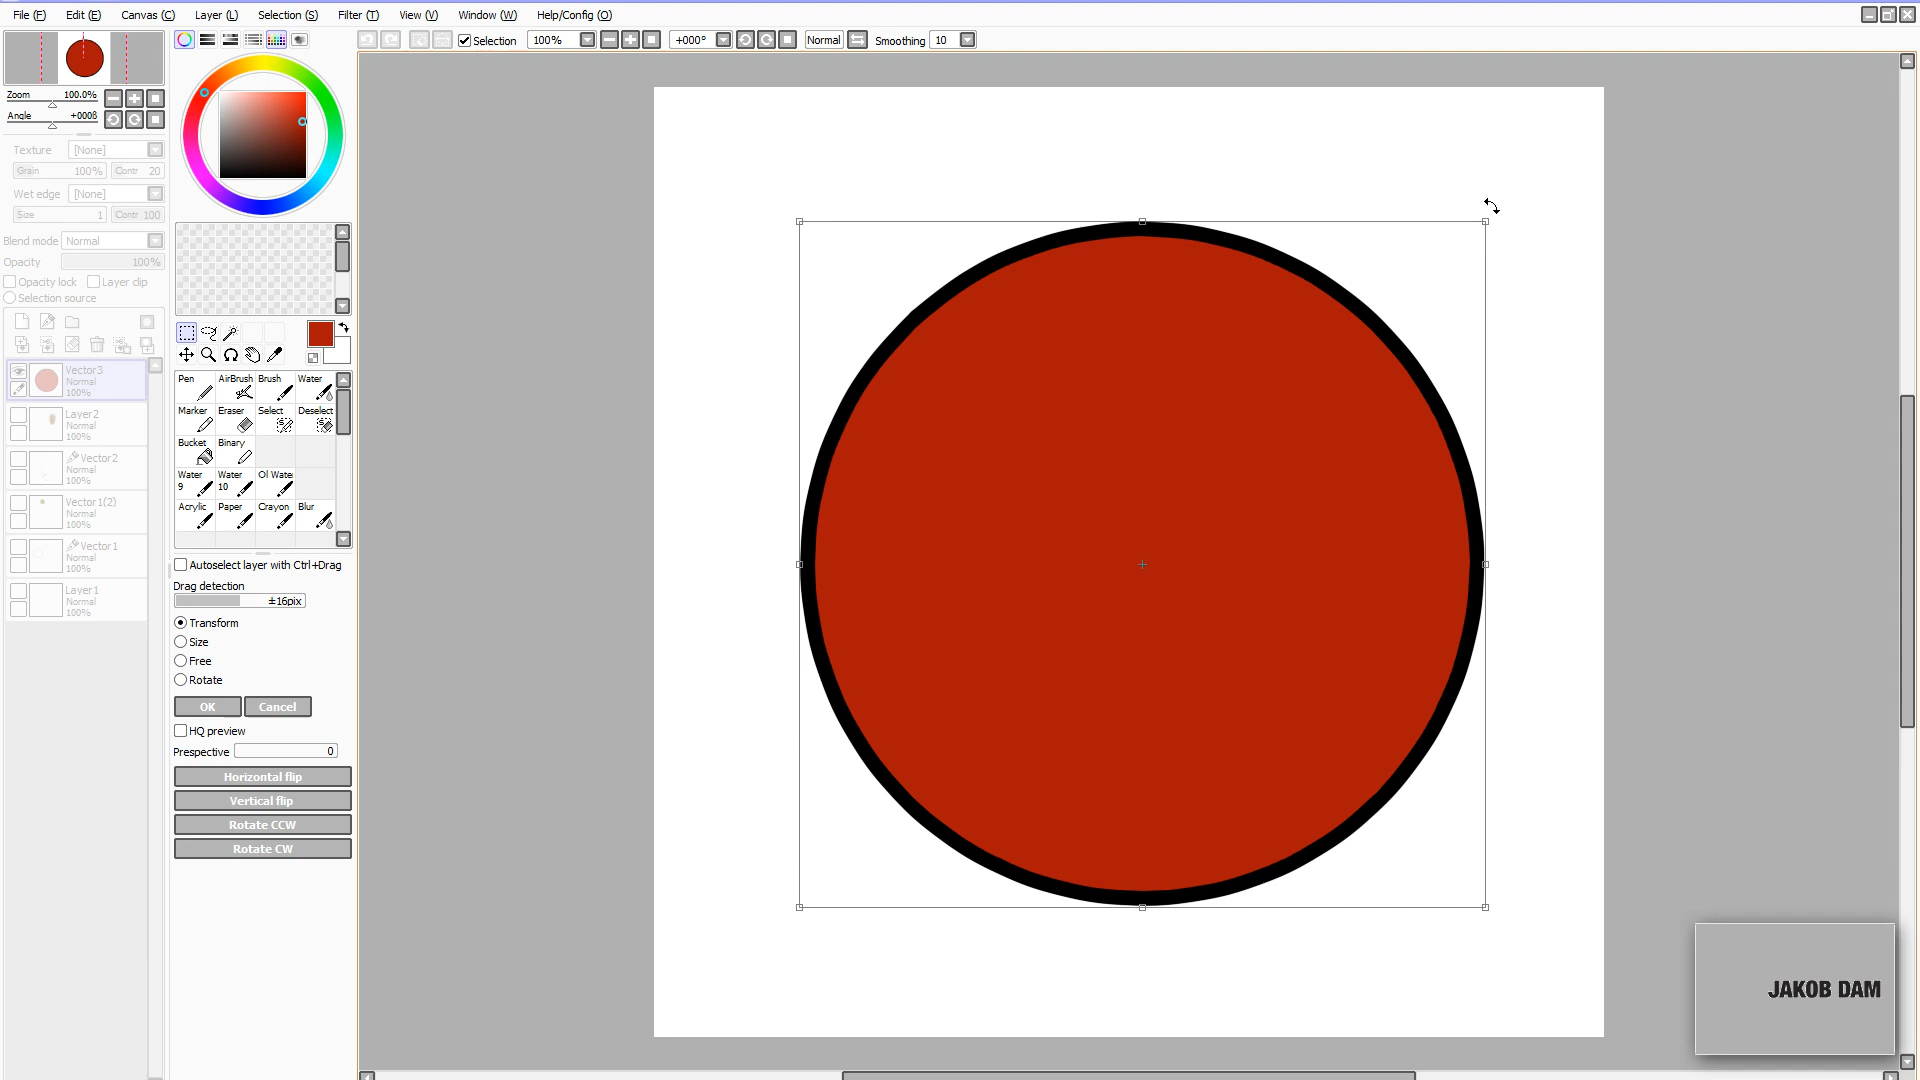 File (F) Edit (E) Canvas (C) Layer (L) Selection (S) Filter (T) View (V) Window (W) Help/Config (O)
Selection 100% +000° Normal Smoothing 10
Zoom 100.0%
Angle +000ß
Texture [None]
Grain 100% Contr 20
Wet edge [None]
Size 1 Contr 100
Blend mode Normal
Opacity 100%
Opacity lock Layer clip
Selection source
Vector3
Normal
100%
Layer2
Normal
100%
Vector2
Normal
100%
Vector1(2)
Normal
100%
Vector1
Normal
100%
Layer1
Normal
100%
Pen AirBrush Brush Water
Marker Eraser Select Deselect
Bucket Binary
Water 9 Water 10 Ol Wate
Acrylic Paper Crayon Blur
Autoselect layer with Ctrl+Drag
Drag detection
±16pix
Transform
Size
Free
Rotate
OK Cancel
HQ preview
Prespective 0
Horizontal flip
Vertical flip
Rotate CCW
Rotate CW
JAKOB DAM